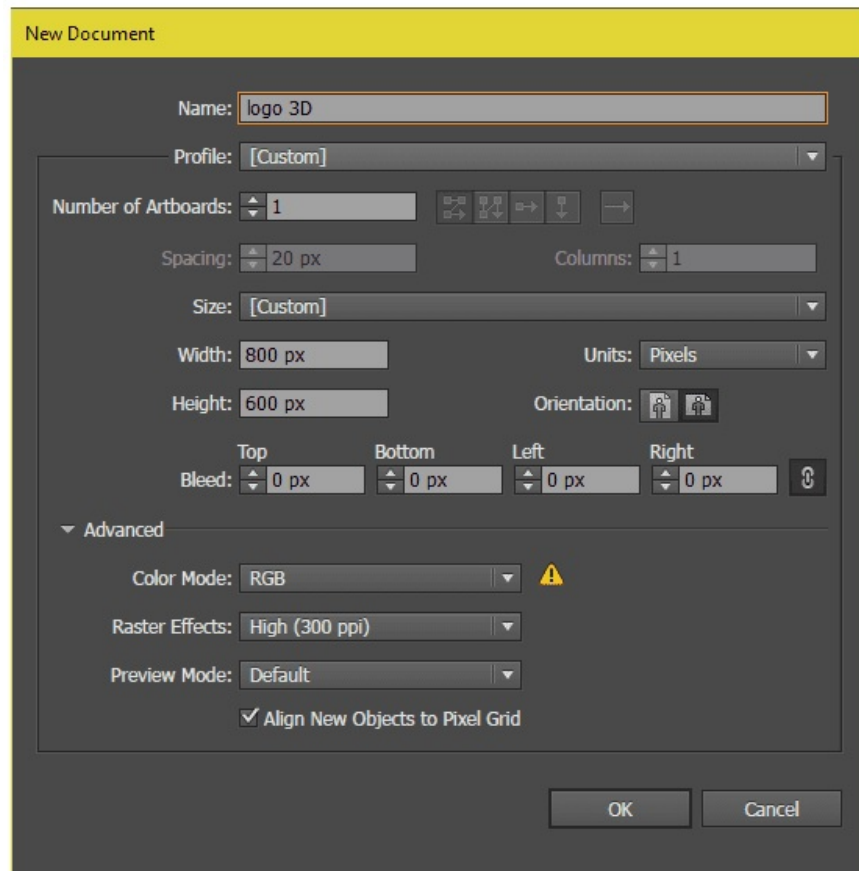 New Document
Name: logo 3D
Profile: [Custom]
Number of Artboards: 1
Spacing: 20 px Columns: 1
Size: [Custom]
Width: 800 px Units: Pixels
Height: 600 px Orientation:
Top Bottom Left Right
Bleed: 0 px 0 px 0 px 0 px
Advanced
Color Mode: RGB
Raster Effects: High (300 ppi)
Preview Mode: Default
Align New Objects to Pixel Grid
OK Cancel